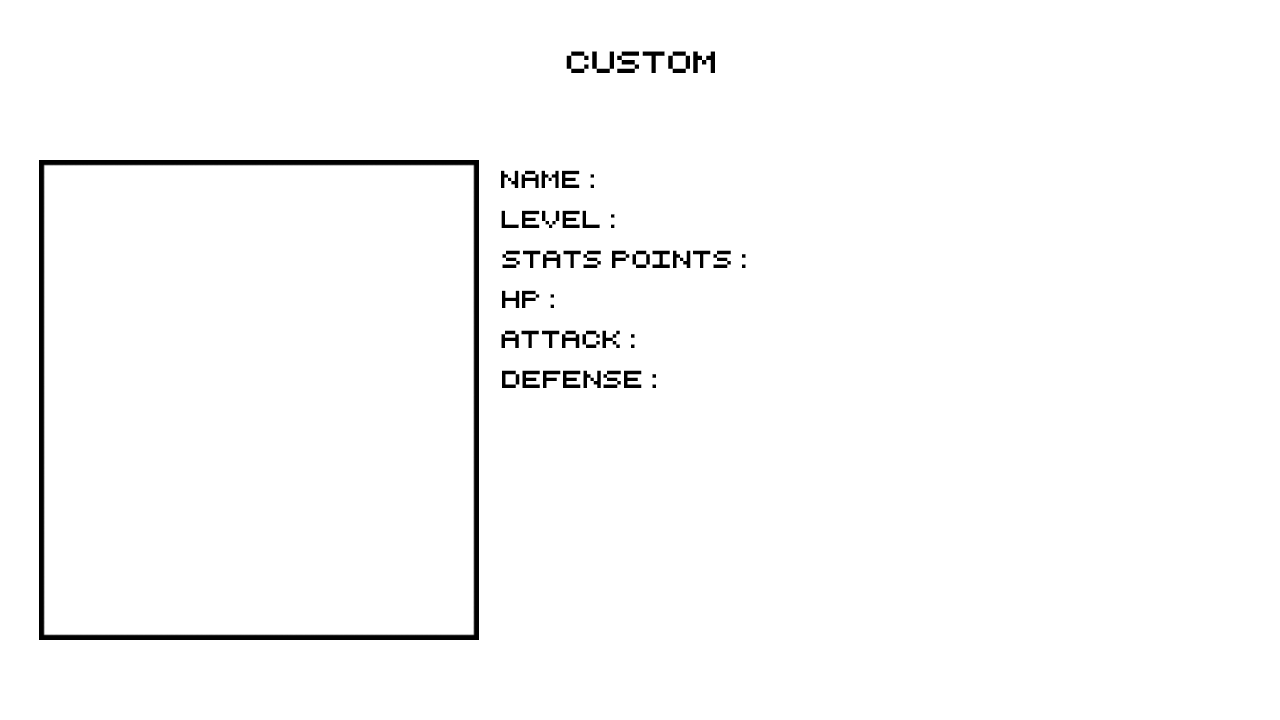 CUSTOM
NAME :
LEVEL :
STATS POINTS :
HP :
ATTACK :
DEFENSE :